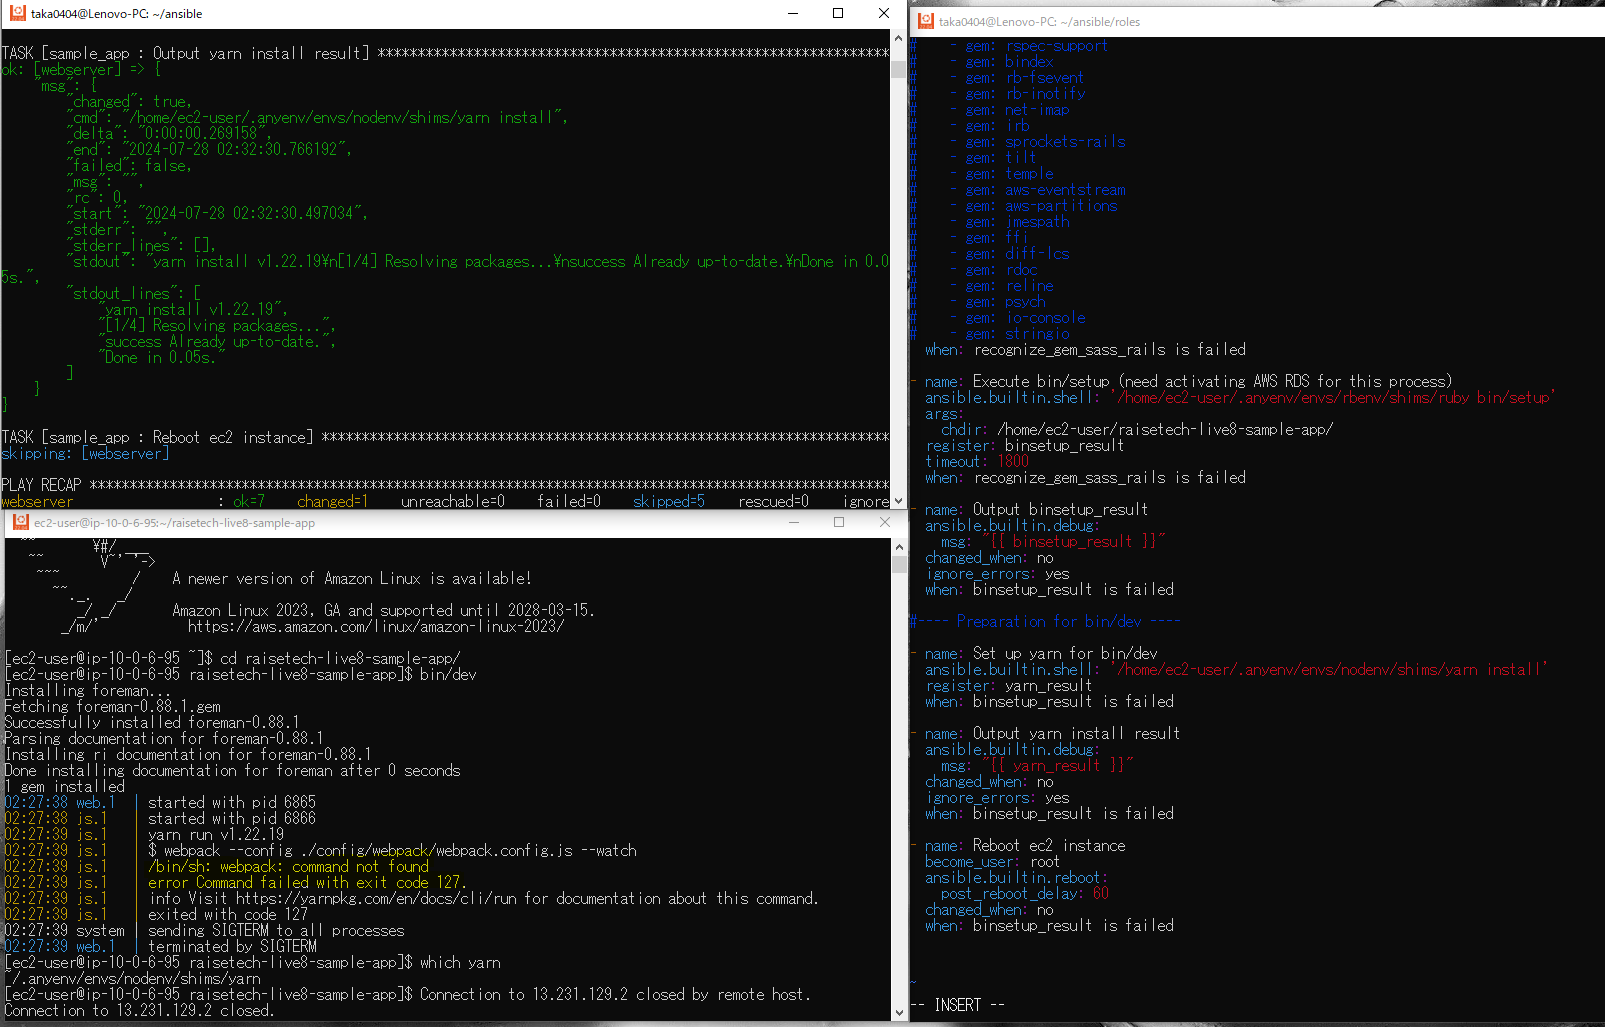 taka0404@Lenovo-PC: ~/ansible
TASK [sample_app : Output yarn install result] ****************************************************************
ok: [webserver] => {
    "msg": {
        "changed": true,
        "cmd": "/home/ec2-user/.anyenv/envs/nodenv/shims/yarn install",
        "delta": "0:00:00.269158",
        "end": "2024-07-28 02:32:30.766192",
        "failed": false,
        "msg": "",
        "rc": 0,
        "start": "2024-07-28 02:32:30.497034",
        "stderr": "",
        "stderr_lines": [],
        "stdout": "yarn install v1.22.19¥n[1/4] Resolving packages...¥nsuccess Already up-to-date.¥nDone in 0.0
5s.",
        "stdout_lines": [
            "yarn install v1.22.19",
            "[1/4] Resolving packages...",
            "success Already up-to-date.",
            "Done in 0.05s."
        ]
    }
}
TASK [sample_app : Reboot ec2 instance] ***********************************************************************
skipping: [webserver]
PLAY RECAP ****************************************************************************************************
webserver                  : ok=7    changed=1    unreachable=0    failed=0    skipped=5    rescued=0    ignore
ec2-user@ip-10-0-6-95:~/raisetech-live8-sample-app
   ~~       ¥#/ ___
    ~~       V~' '->
     ~~~         /    A newer version of Amazon Linux is available!
       ~~._.   _/
          _/ _/       Amazon Linux 2023, GA and supported until 2028-03-15.
        _/m/'           https://aws.amazon.com/linux/amazon-linux-2023/
[ec2-user@ip-10-0-6-95 ~]$ cd raisetech-live8-sample-app/
[ec2-user@ip-10-0-6-95 raisetech-live8-sample-app]$ bin/dev
Installing foreman...
Fetching foreman-0.88.1.gem
Successfully installed foreman-0.88.1
Parsing documentation for foreman-0.88.1
Installing ri documentation for foreman-0.88.1
Done installing documentation for foreman after 0 seconds
1 gem installed
02:27:38 web.1  | started with pid 6865
02:27:38 js.1   | started with pid 6866
02:27:39 js.1   | yarn run v1.22.19
02:27:39 js.1   | $ webpack --config ./config/webpack/webpack.config.js --watch
02:27:39 js.1   | /bin/sh: webpack: command not found
02:27:39 js.1   | error Command failed with exit code 127.
02:27:39 js.1   | info Visit https://yarnpkg.com/en/docs/cli/run for documentation about this command.
02:27:39 js.1   | exited with code 127
02:27:39 system | sending SIGTERM to all processes
02:27:39 web.1  | terminated by SIGTERM
[ec2-user@ip-10-0-6-95 raisetech-live8-sample-app]$ which yarn
~/.anyenv/envs/nodenv/shims/yarn
[ec2-user@ip-10-0-6-95 raisetech-live8-sample-app]$ Connection to 13.231.129.2 closed by remote host.
Connection to 13.231.129.2 closed.
taka0404@Lenovo-PC: ~/ansible/roles
#    - gem: rspec-support
#    - gem: bindex
#    - gem: rb-fsevent
#    - gem: rb-inotify
#    - gem: net-imap
#    - gem: irb
#    - gem: sprockets-rails
#    - gem: tilt
#    - gem: temple
#    - gem: aws-eventstream
#    - gem: aws-partitions
#    - gem: jmespath
#    - gem: ffi
#    - gem: diff-lcs
#    - gem: rdoc
#    - gem: reline
#    - gem: psych
#    - gem: io-console
#    - gem: stringio
  when: recognize_gem_sass_rails is failed
- name: Execute bin/setup (need activating AWS RDS for this process)
  ansible.builtin.shell: '/home/ec2-user/.anyenv/envs/rbenv/shims/ruby bin/setup'
  args:
    chdir: /home/ec2-user/raisetech-live8-sample-app/
  register: binsetup_result
  timeout: 1800
  when: recognize_gem_sass_rails is failed
- name: Output binsetup_result
  ansible.builtin.debug:
    msg: "{{ binsetup_result }}"
  changed_when: no
  ignore_errors: yes
  when: binsetup_result is failed
#---- Preparation for bin/dev ----
- name: Set up yarn for bin/dev
  ansible.builtin.shell: '/home/ec2-user/.anyenv/envs/nodenv/shims/yarn install'
  register: yarn_result
  when: binsetup_result is failed
- name: Output yarn install result
  ansible.builtin.debug:
    msg: "{{ yarn_result }}"
  changed_when: no
  ignore_errors: yes
  when: binsetup_result is failed
- name: Reboot ec2 instance
  become_user: root
  ansible.builtin.reboot:
    post_reboot_delay: 60
  changed_when: no
  when: binsetup_result is failed
~
-- INSERT --